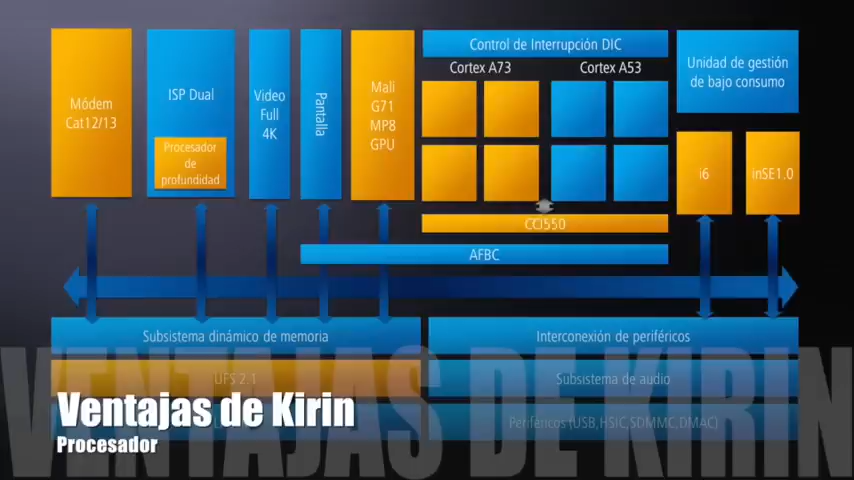 Módem
Cat12/13
ISP Dual
Procesador
de
profundidad
Video
Full
4K
Pantalla
Mali
G71
MP8
GPU
Control de Interrupción DIC
Cortex A73
Cortex A53
CCI550
AFBC
Unidad de gestión
de bajo consumo
i6
inSE1.0
Subsistema dinámico de memoria
Interconexión de periféricos
UFS 2.1
Subsistema de audio
Periféricos (USB,HSIC,SDMMC,DMAC)
VENTAJAS DE KIRIN
Ventajas de Kirin
Procesador